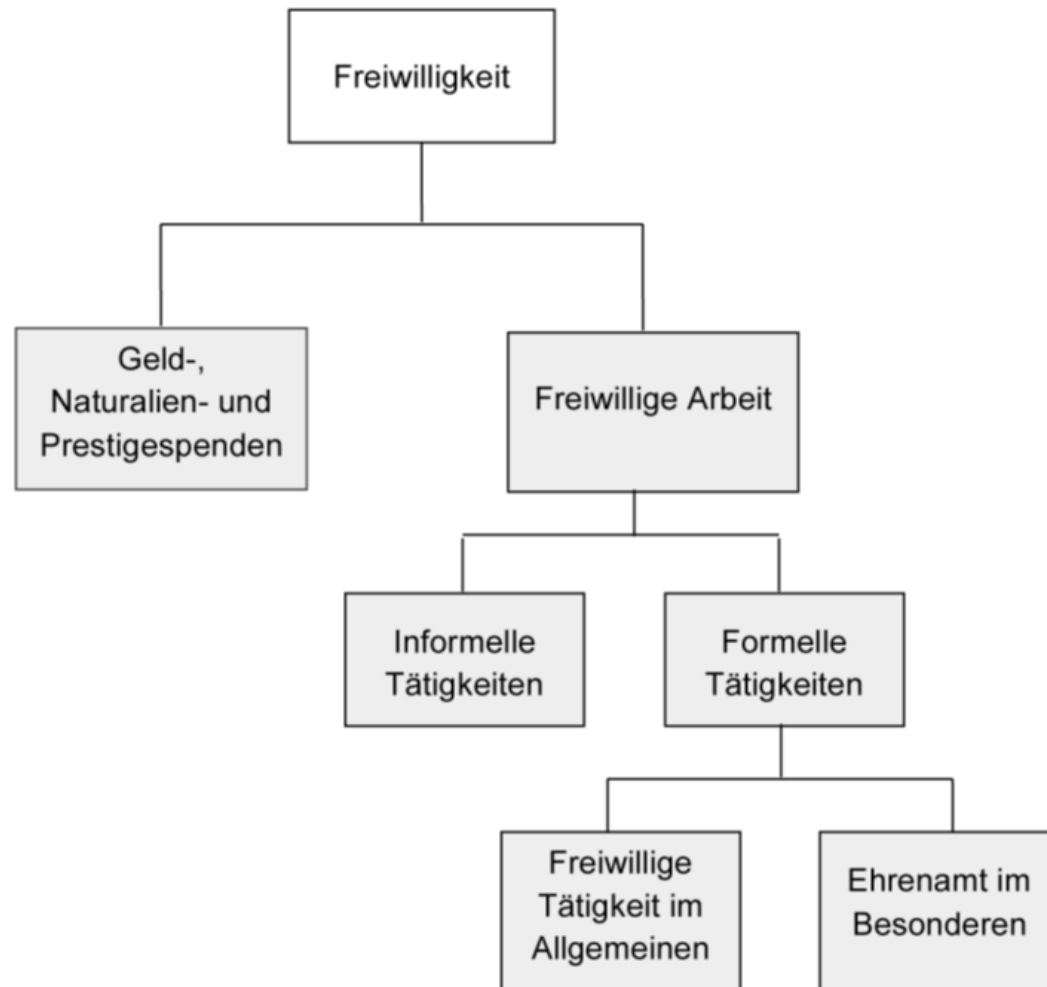 Freiwilligkeit
Geld-,
Naturalien- und
Prestigespenden
Freiwillige Arbeit
Informelle
Tätigkeiten
Formelle
Tätigkeiten
Freiwillige
Tätigkeit im
Allgemeinen
Ehrenamt im
Besonderen